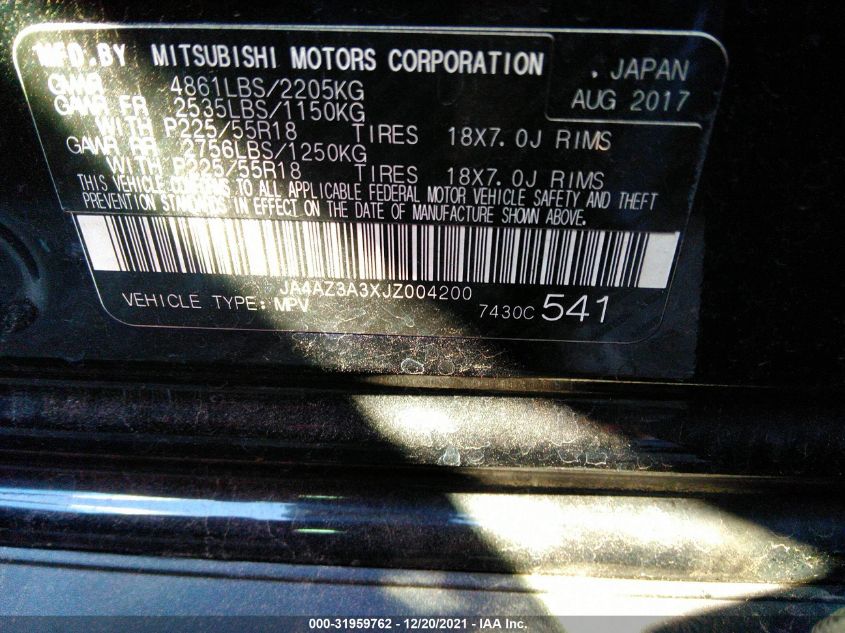 MFD.BY MITSUBISHI MOTORS CORPORATION . JAPAN
GVWR 4861LBS/2205KG AUG 2017
GAWR FR 2535LBS/1150KG
WITH P225/55R18 TIRES 18X7.0J RIMS
GAWR RR 2756LBS/1250KG
WITH P225/55R18 TIRES 18X7.0J RIMS
THIS VEHICLE CONFORMS TO ALL APPLICABLE FEDERAL MOTOR VEHICLE SAFETY AND THEFT
PREVENTION STANDARDS IN EFFECT ON THE DATE OF MANUFACTURE SHOWN ABOVE.
JA4AZ3A3XJZ004200
VEHICLE TYPE: MPV 7430C 541
000-31959762 - 12/20/2021 - IAAI.com.